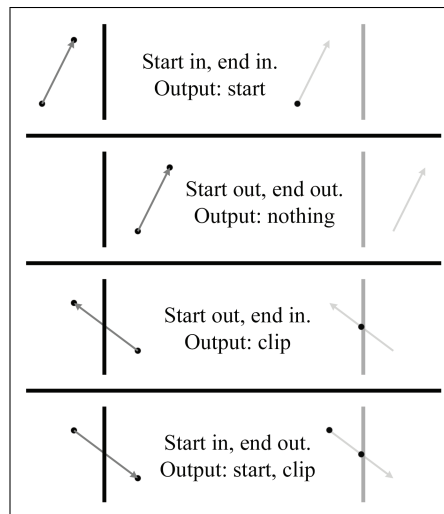 Start in, end in.
Output: start
Start out, end out.
Output: nothing
Start out, end in.
Output: clip
Start in, end out.
Output: start, clip